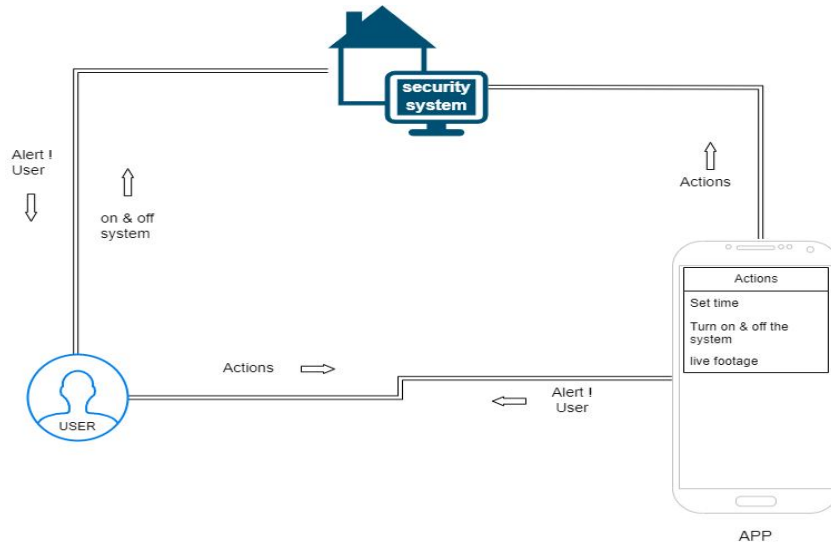 security
system
Alert !
User
on & off
system
Actions
Actions
Set time
Turn on & off the
system
live footage
Actions
Alert !
User
USER
APP